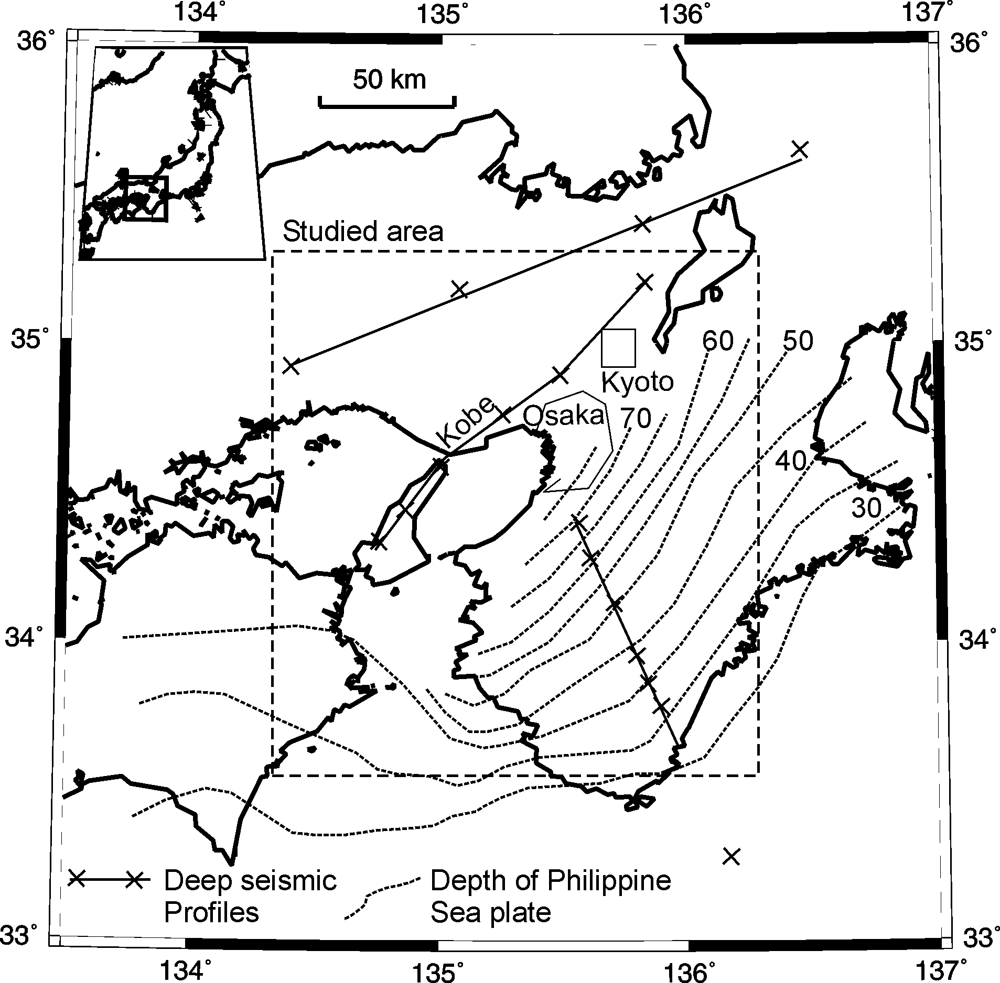 134°
135°
136°
137°
36°
36°
50 km
Studied area
35°
35°
60
50
Kyoto
Kobe
Osaka
70
40
30
34°
34°
Deep seismic
Profiles
Depth of Philippine
Sea plate
33°
33°
134°
135°
136°
137°